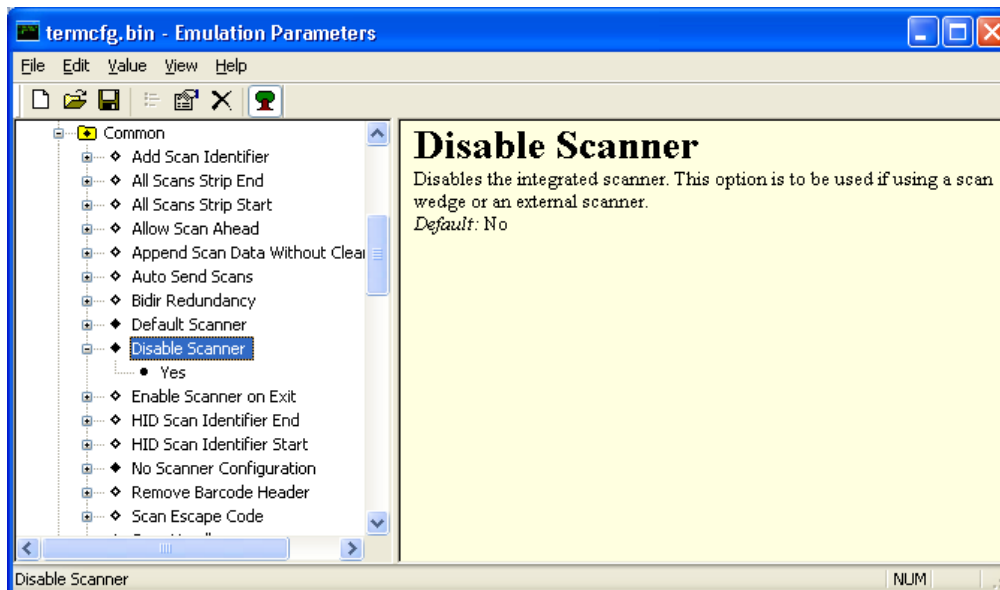 termcfg.bin - Emulation Parameters
File Edit Value View Help
Common
Add Scan Identifier
All Scans Strip End
All Scans Strip Start
Allow Scan Ahead
Append Scan Data Without Clear
Auto Send Scans
Bidir Redundancy
Default Scanner
Disable Scanner
Yes
Enable Scanner on Exit
HID Scan Identifier End
HID Scan Identifier Start
No Scanner Configuration
Remove Barcode Header
Scan Escape Code
Disable Scanner
Disables the integrated scanner. This option is to be used if using a scan
wedge or an external scanner.
Default: No
Disable Scanner
NUM